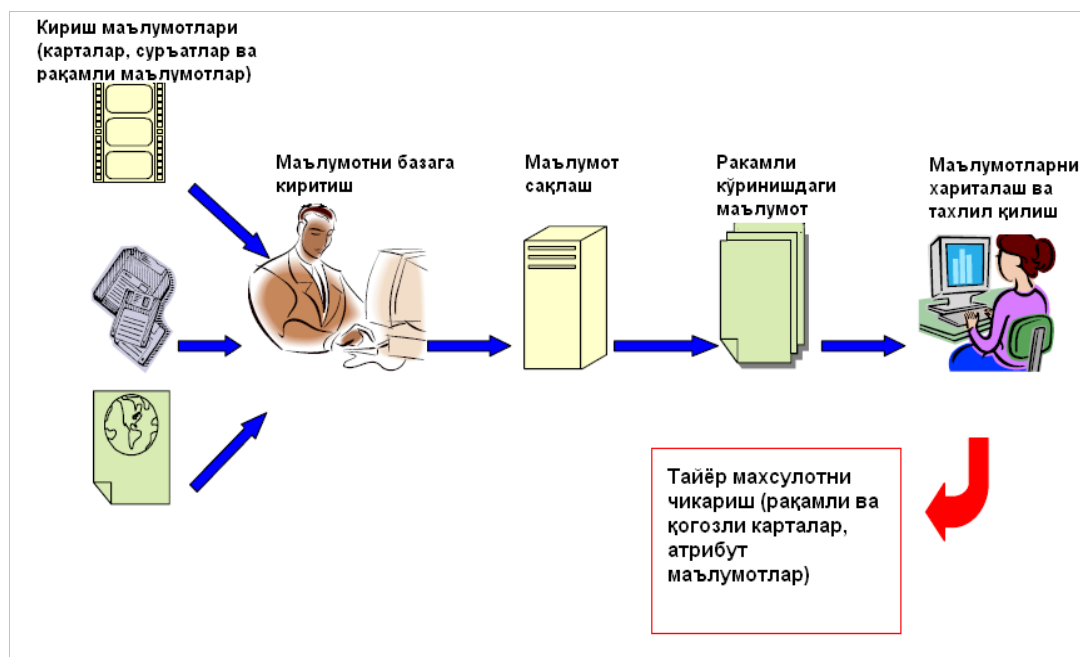 Кириш маълумотлари
(карталар, суръатлар ва
рақамли маълумотлар)
Маълумотни базага
киритиш
Маълумот
сақлаш
Ракамли
кўринишдаги
маълумот
Маълумотларни
хариталаш ва
тахлил қилиш
Тайёр махсулотни
чикариш (рақамли ва
қогозли карталар,
атрибут
маълумотлар)